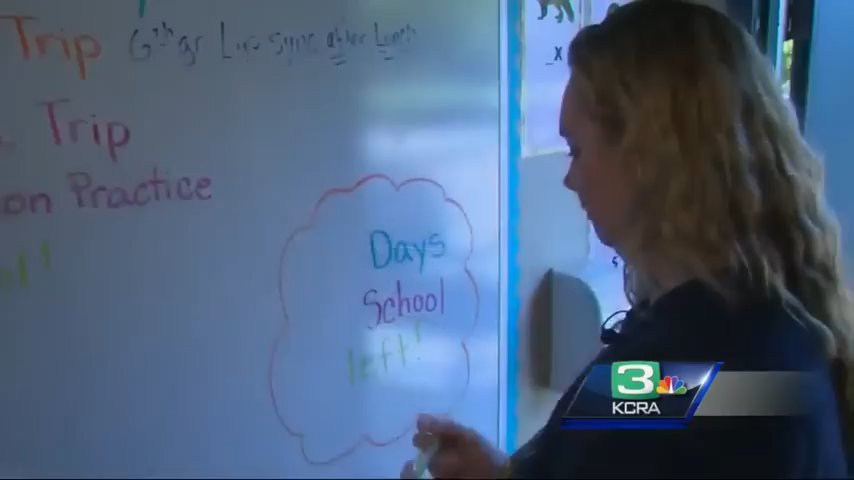 Trip 6th gr Lip Sync after Lunch
Trip
on Practice
Days
School
left!
X
3
KCRA